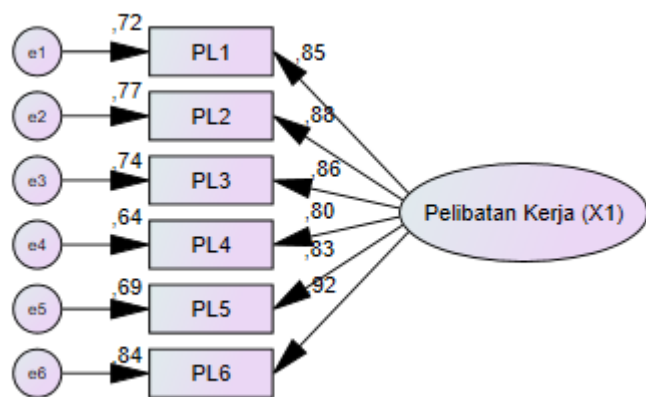 ,72
e1
PL1
,85
,77
e2
PL2
,88
,74
e3
PL3
,86
Pelibatan Kerja (X1)
,64
e4
PL4
,80
,69
e5
PL5
,83
,84
e6
PL6
,92